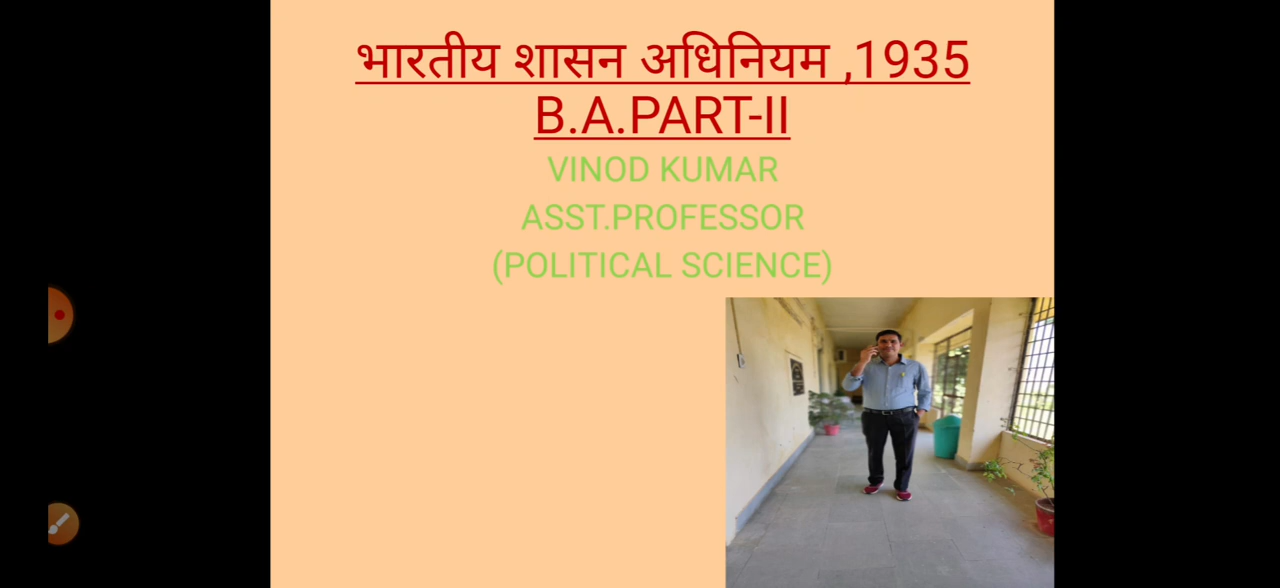 भारतीय शासन अधिनियम ,1935
B.A.PART-II
VINOD KUMAR
ASST.PROFESSOR
(POLITICAL SCIENCE)